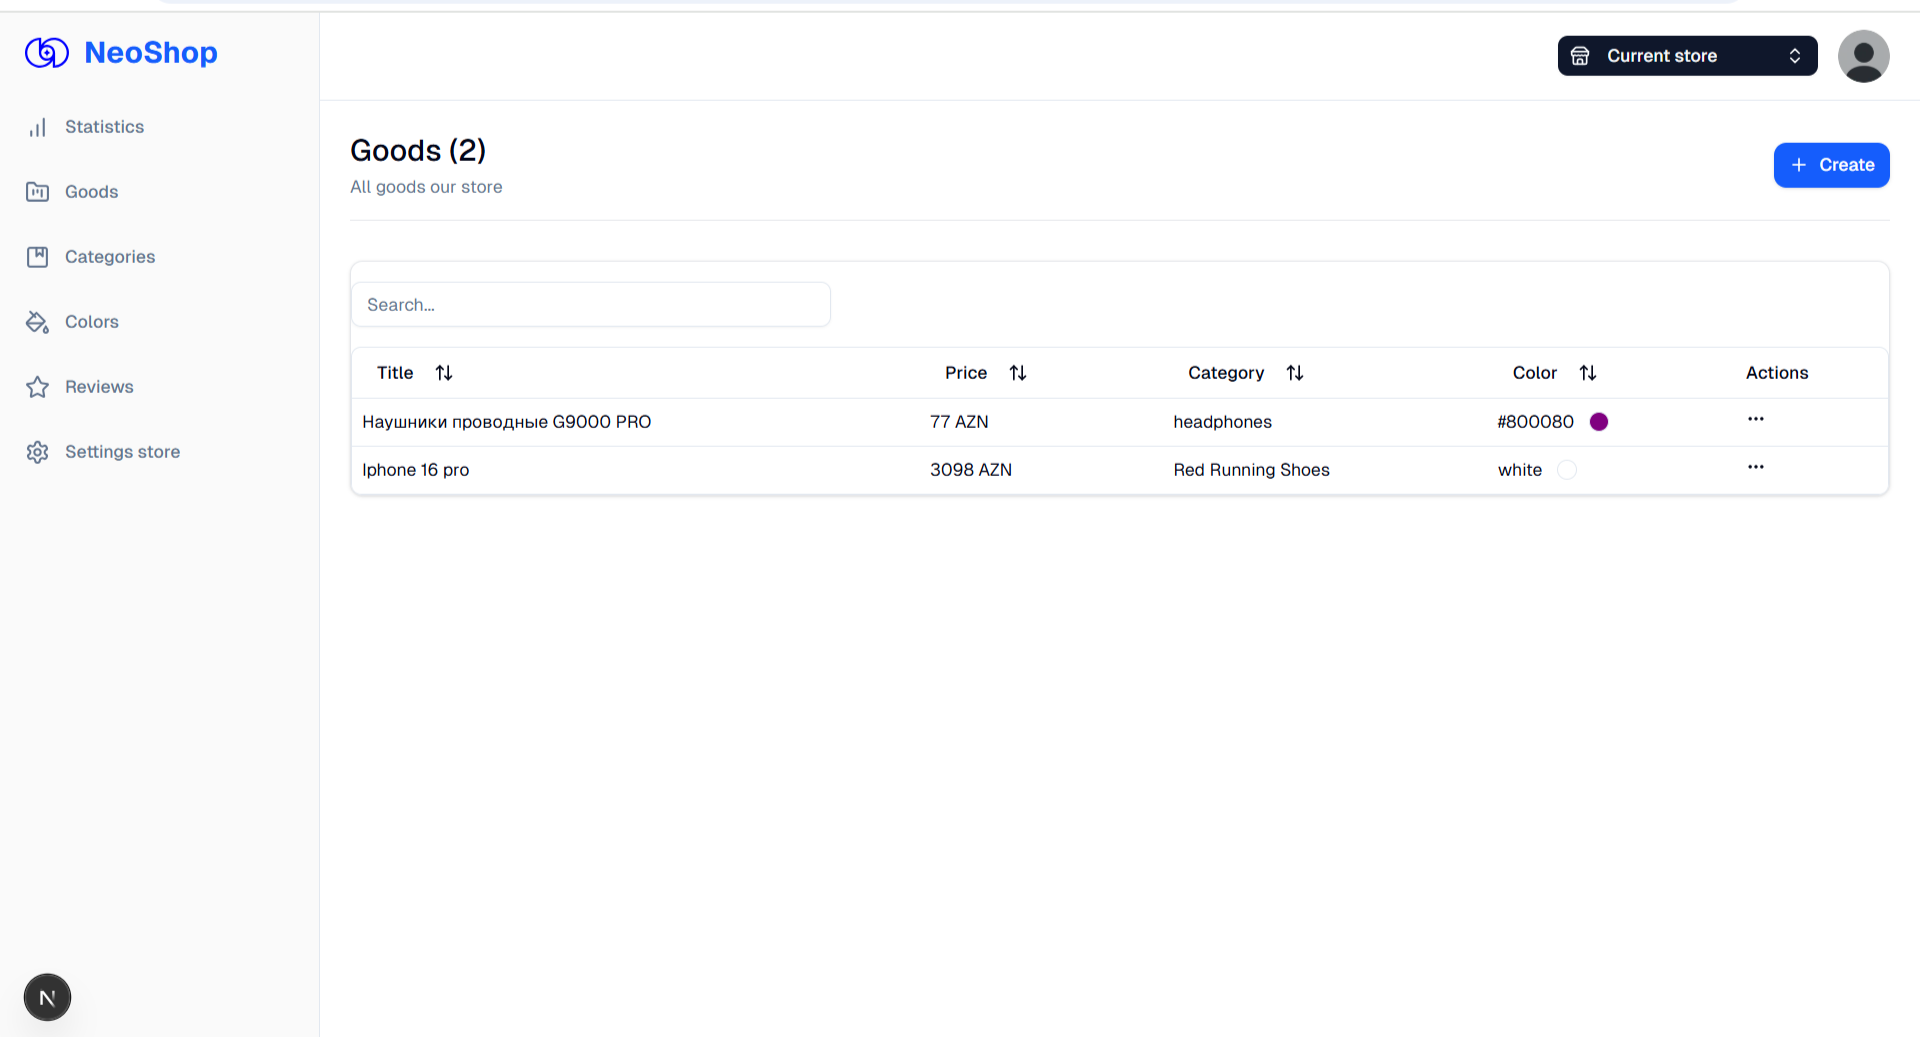 NeoShop
Current store
Statistics
Goods
Categories
Colors
Reviews
Settings store
Goods (2)
All goods our store
Create
Search...
Title Price Category Color Actions
Наушники проводные G9000 PRO 77 AZN headphones #800080
Iphone 16 pro 3098 AZN Red Running Shoes white
N